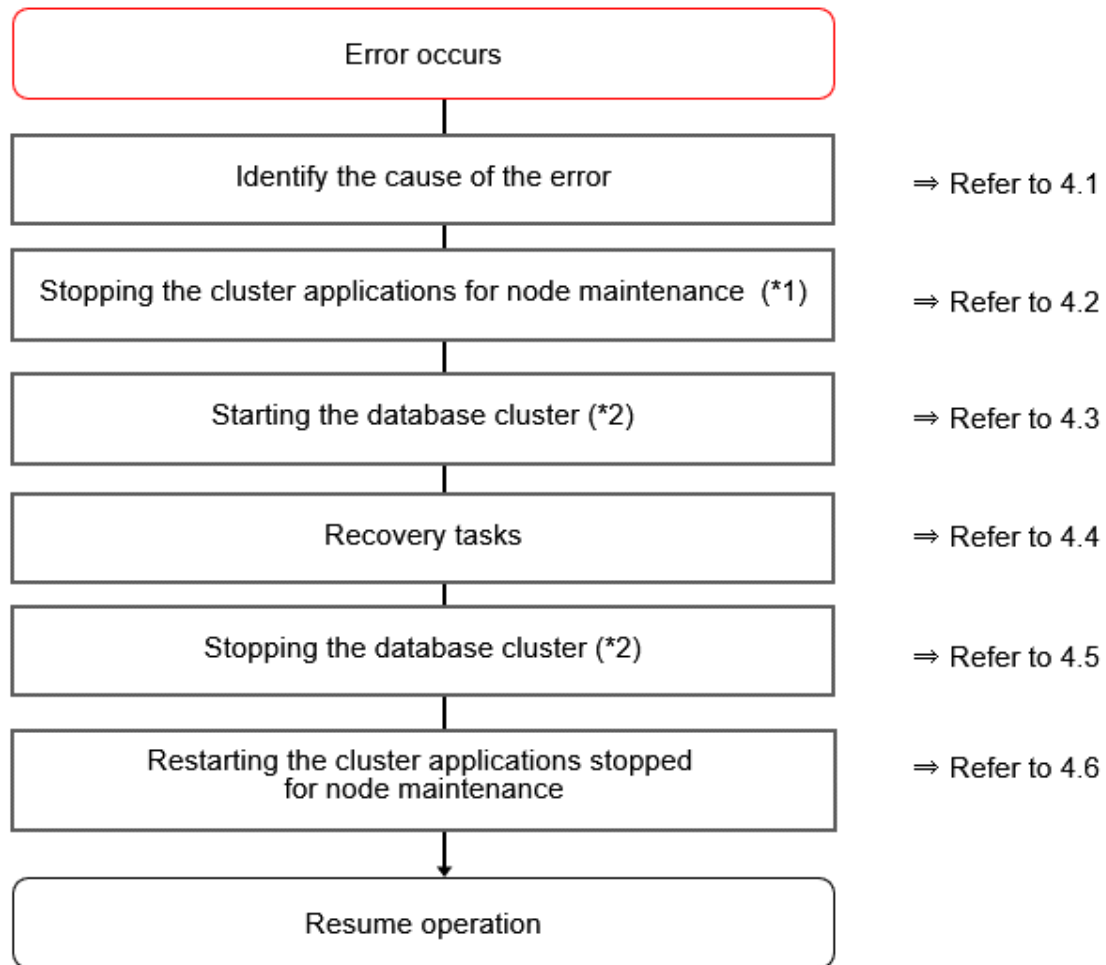 Error occurs
Identify the cause of the error
⇒ Refer to 4.1
Stopping the cluster applications for node maintenance (*1)
⇒ Refer to 4.2
Starting the database cluster (*2)
⇒ Refer to 4.3
Recovery tasks
⇒ Refer to 4.4
Stopping the database cluster (*2)
⇒ Refer to 4.5
Restarting the cluster applications stopped
for node maintenance
⇒ Refer to 4.6
Resume operation